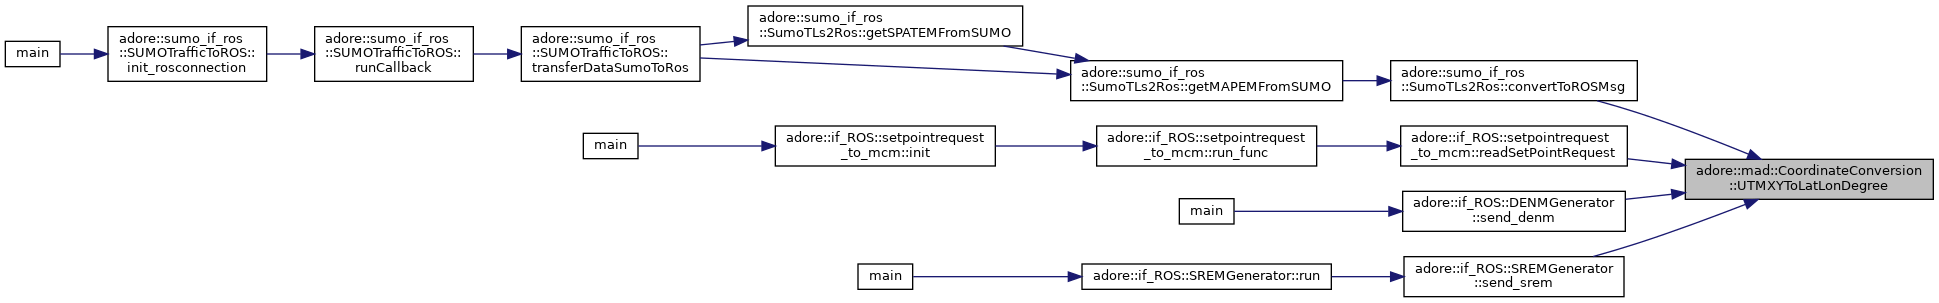 main
adore::sumo_if_ros
::SUMOTrafficToROS::
init_rosconnection
adore::sumo_if_ros
::SUMOTrafficToROS::
runCallback
adore::sumo_if_ros
::SUMOTrafficToROS::
transferDataSumoToRos
adore::sumo_if_ros
::SumoTLs2Ros::getSPATEMFromSUMO
adore::sumo_if_ros
::SumoTLs2Ros::getMAPEMFromSUMO
adore::sumo_if_ros
::SumoTLs2Ros::convertToROSMsg
main
adore::if_ROS::setpointrequest
_to_mcm::init
adore::if_ROS::setpointrequest
_to_mcm::run_func
adore::if_ROS::setpointrequest
_to_mcm::readSetPointRequest
adore::mad::CoordinateConversion
::UTMXYToLatLonDegree
main
adore::if_ROS::DENMGenerator
::send_denm
main
adore::if_ROS::SREMGenerator::run
adore::if_ROS::SREMGenerator
::send_srem